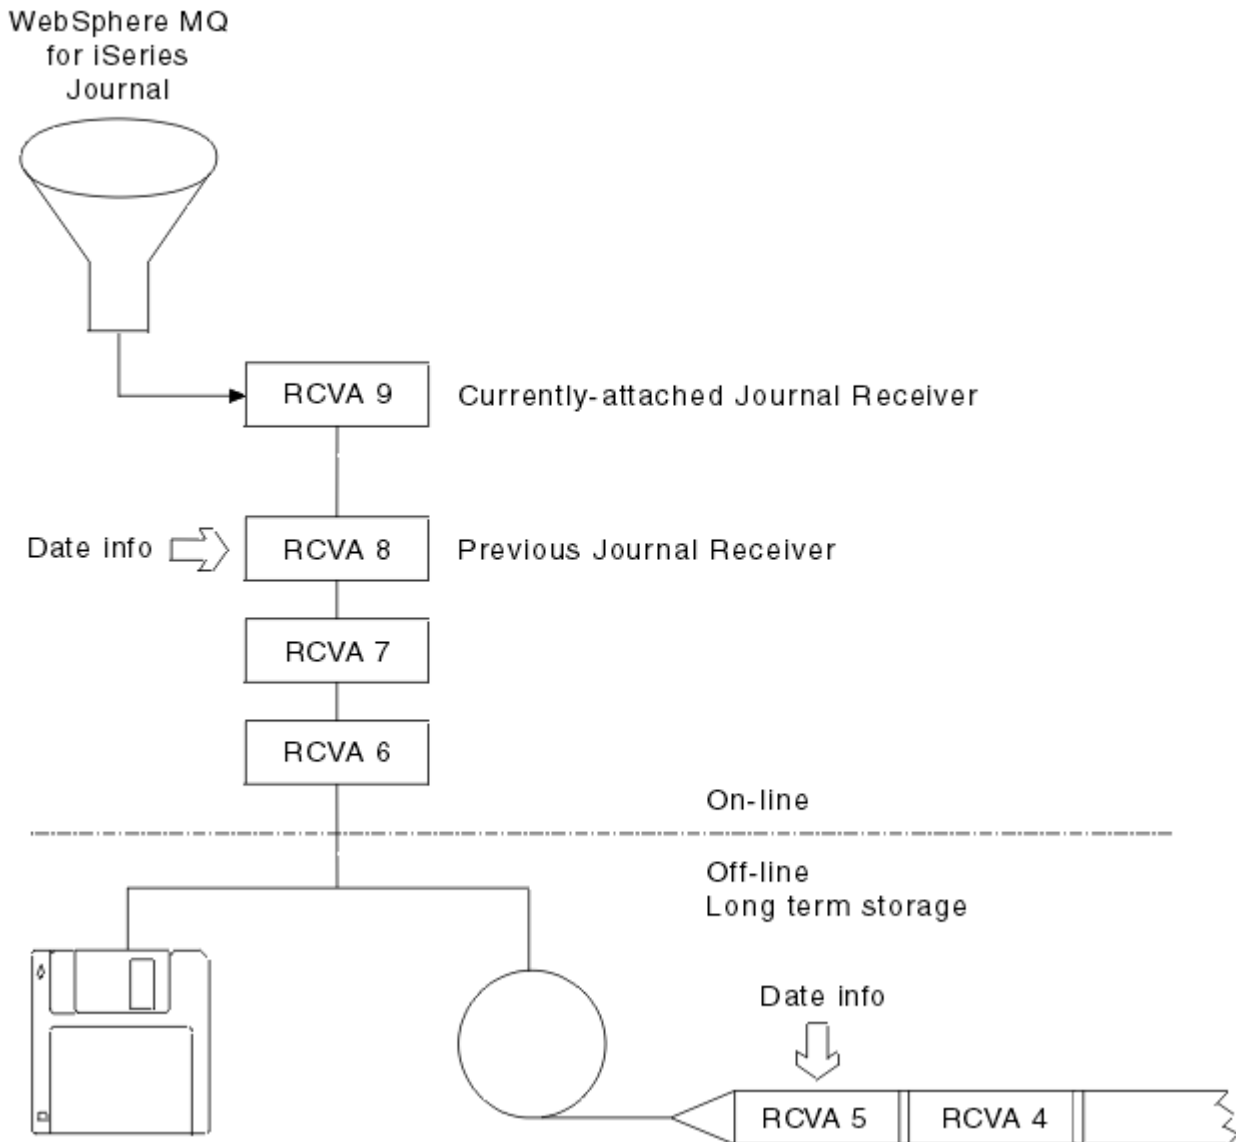 WebSphere MQ
for iSeries
Journal
RCVA 9
Currently-attached Journal Receiver
Date info
RCVA 8
Previous Journal Receiver
RCVA 7
RCVA 6
On-line
Off-line
Long term storage
Date info
RCVA 5
RCVA 4